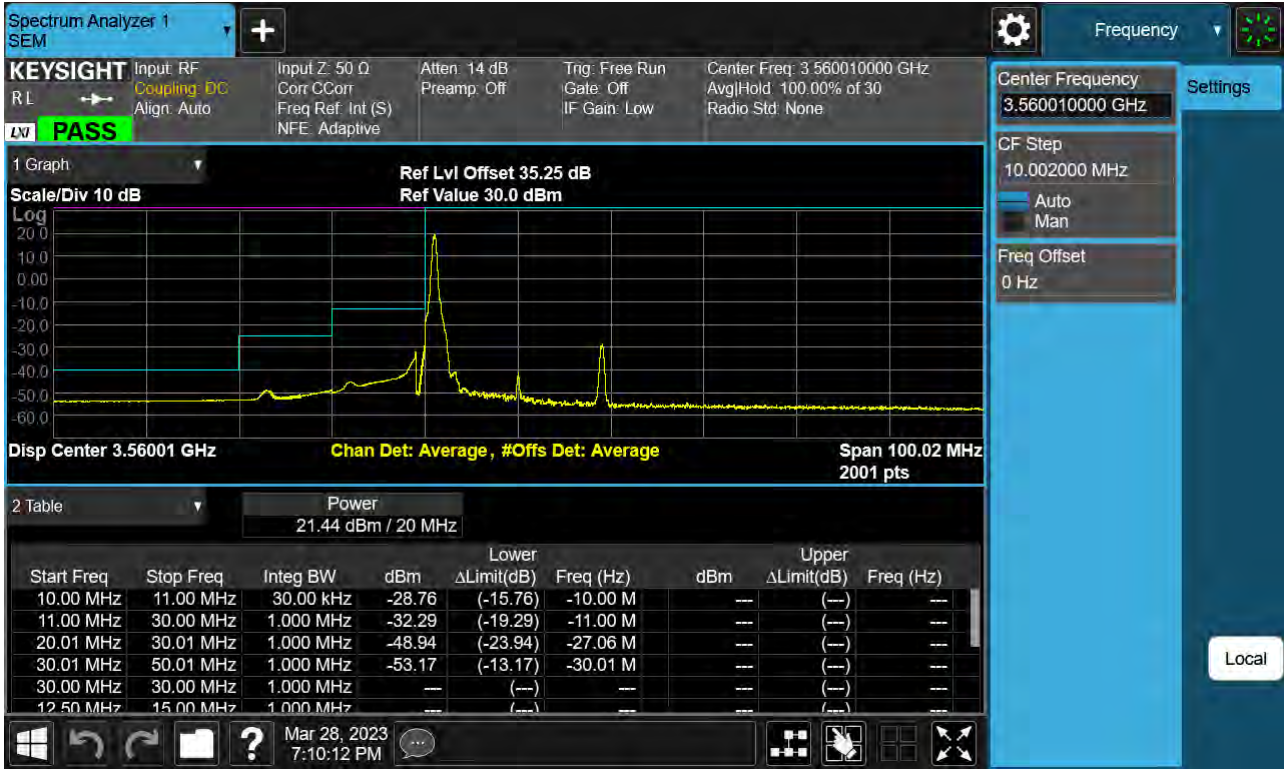 Spectrum Analyzer 1
SEM
+
Frequency
KEYSIGHT
R L
LXI
PASS
Input: RF
Coupling: DC
Align: Auto
Input Z: 50 Ω
Corr CCorr
Freq Ref: Int (S)
NFE: Adaptive
Atten: 14 dB
Preamp: Off
Trig: Free Run
Gate: Off
IF Gain: Low
Center Freq: 3.560010000 GHz
Avg|Hold: 100.00% of 30
Radio Std: None
Center Frequency
3.560010000 GHz
Settings
CF Step
10.002000 MHz
Auto
Man
Freq Offset
0 Hz
1 Graph
Scale/Div 10 dB
Ref Lvl Offset 35.25 dB
Ref Value 30.0 dBm
Log
20.0
10.0
0.00
-10.0
-20.0
-30.0
-40.0
-50.0
-60.0
Disp Center 3.56001 GHz
Chan Det: Average , #Offs Det: Average
Span 100.02 MHz
2001 pts
2 Table
Power
21.44 dBm / 20 MHz
Lower Upper
Start Freq Stop Freq Integ BW dBm ΔLimit(dB) Freq (Hz) dBm ΔLimit(dB) Freq (Hz)
10.00 MHz 11.00 MHz 30.00 kHz -28.76 (-15.76) -10.00 M --- (---) ---
11.00 MHz 30.00 MHz 1.000 MHz -32.29 (-19.29) -11.00 M --- (---) ---
20.01 MHz 30.01 MHz 1.000 MHz -48.94 (-23.94) -27.06 M --- (---) ---
30.01 MHz 50.01 MHz 1.000 MHz -53.17 (-13.17) -30.01 M --- (---) ---
30.00 MHz 30.00 MHz 1.000 MHz --- (---) --- --- (---) ---
12.50 MHz 15.00 MHz 1.000 MHz --- (---) --- --- (---) ---
Local
?
Mar 28, 2023
7:10:12 PM